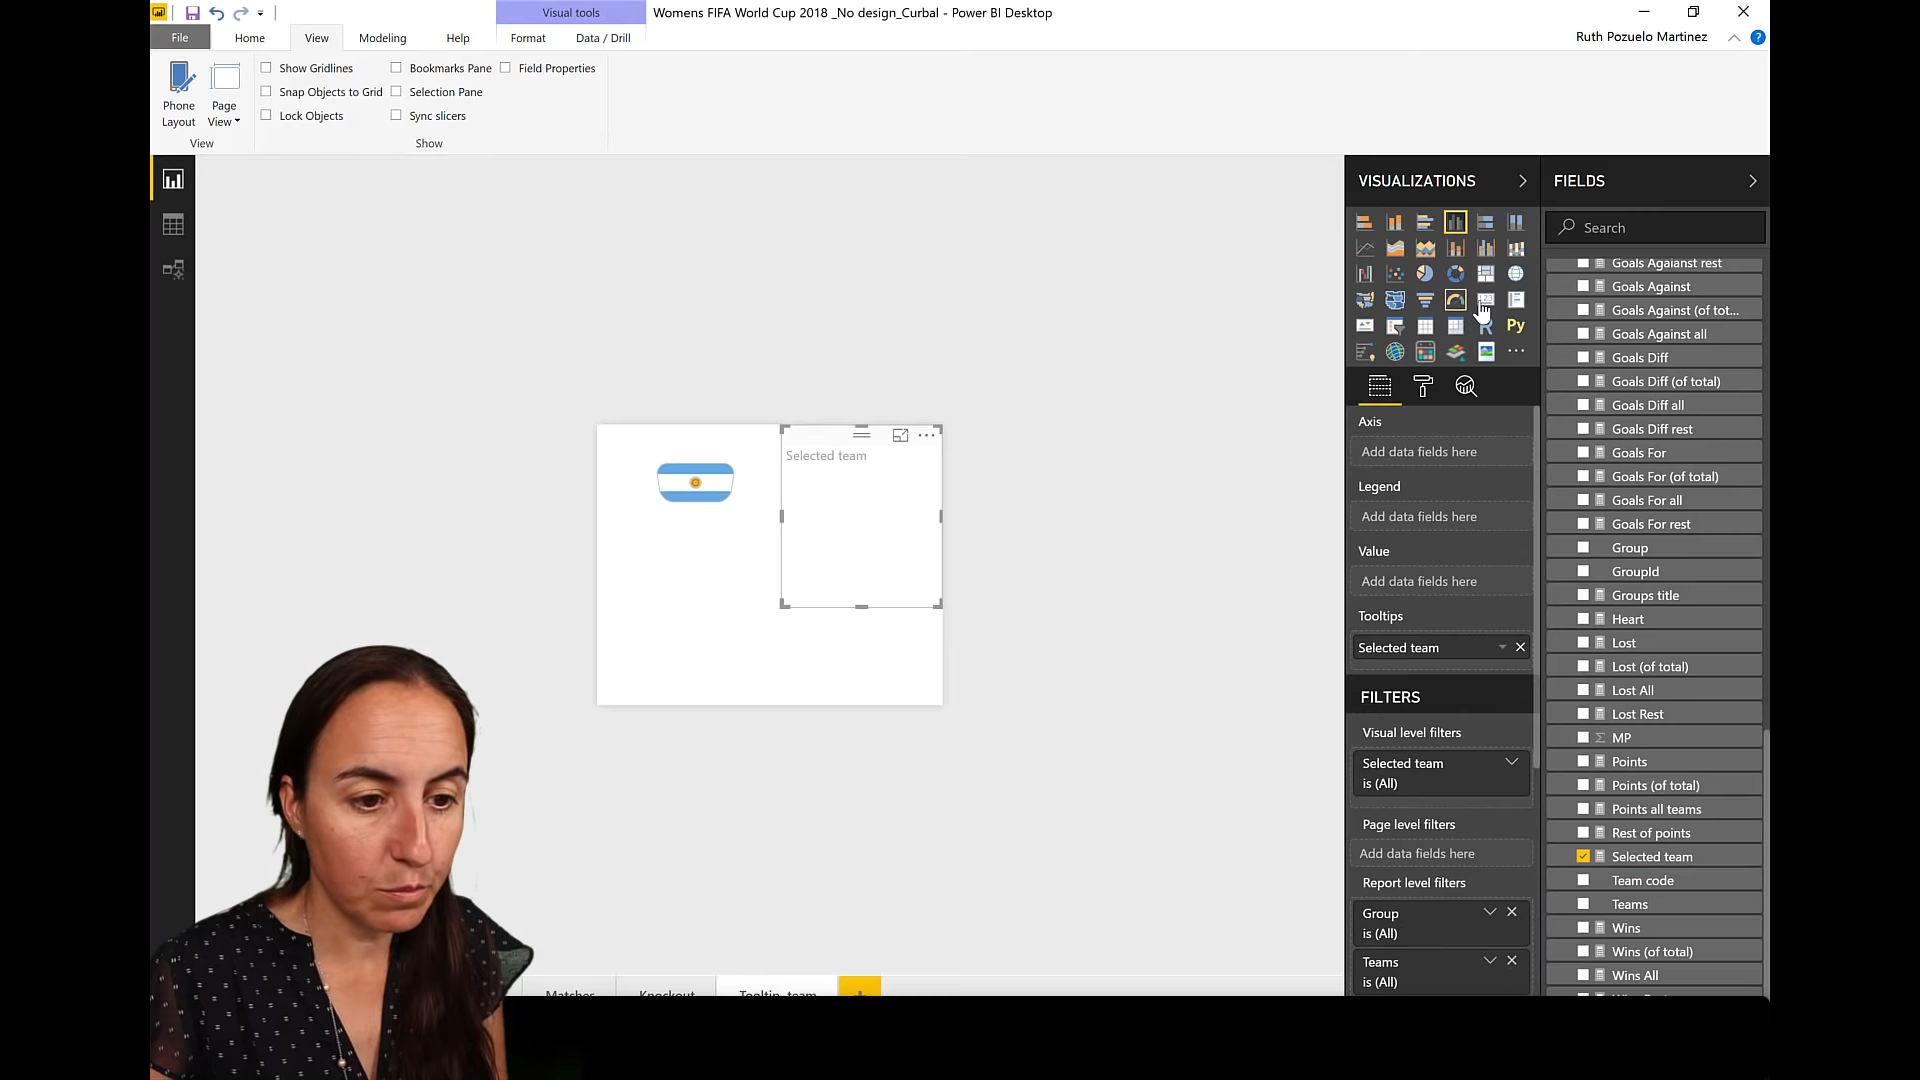 Visual tools
Womens FIFA World Cup 2018 _No design_Curbal - Power BI Desktop
File
Home
View
Modeling
Help
Format
Data / Drill
Ruth Pozuelo Martinez
?
Phone Layout
Page View
Show Gridlines
Snap Objects to Grid
Lock Objects
Bookmarks Pane
Selection Pane
Sync slicers
Field Properties
View
Show
VISUALIZATIONS
FIELDS
Search
123
R
Py
Selected team
Axis
Add data fields here
Legend
Add data fields here
Value
Add data fields here
Tooltips
Selected team
FILTERS
Visual level filters
Selected team
is (All)
Page level filters
Add data fields here
Report level filters
Group
is (All)
Teams
is (All)
Goals Agaianst rest
Goals Against
Goals Against (of tot...
Goals Against all
Goals Diff
Goals Diff (of total)
Goals Diff all
Goals Diff rest
Goals For
Goals For (of total)
Goals For all
Goals For rest
Group
GroupId
Groups title
Heart
Lost
Lost (of total)
Lost All
Lost Rest
MP
Points
Points (of total)
Points all teams
Rest of points
Selected team
Team code
Teams
Wins
Wins (of total)
Wins All
Matches
Knockout
Tooltip_team